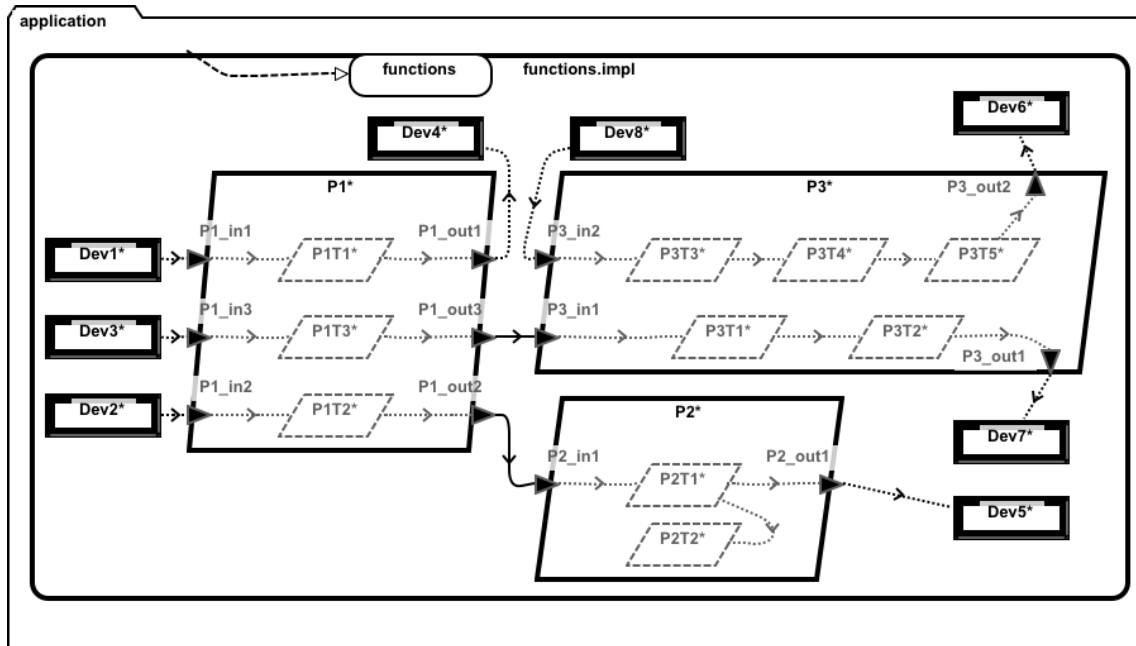 application
functions
functions.impl
Dev4*
Dev8*
Dev6*
P1*
P3*
P3_out2
P1_in1
P1_out1
P3_in2
Dev1*
P1T1*
P3T3*
P3T4*
P3T5*
P1_in3
P1_out3
P3_in1
Dev3*
P1T3*
P3T1*
P3T2*
P3_out1
P1_in2
P1_out2
Dev2*
P1T2*
P2*
Dev7*
P2_in1
P2_out1
P2T1*
Dev5*
P2T2*